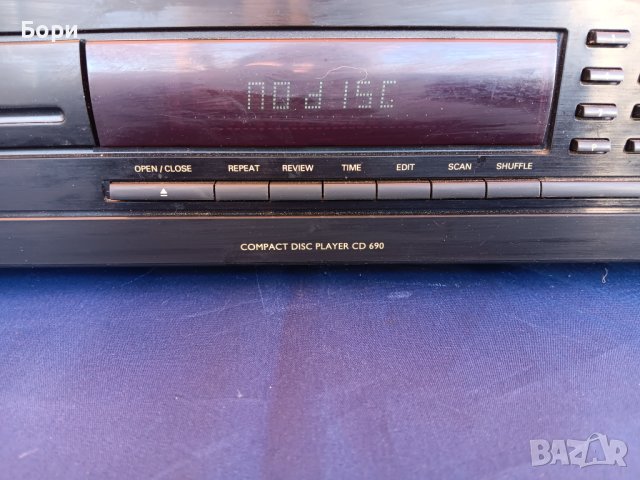 Бори
no disc
OPEN / CLOSE REPEAT REVIEW TIME EDIT SCAN SHUFFLE
COMPACT DISC PLAYER CD 690
BAZAR